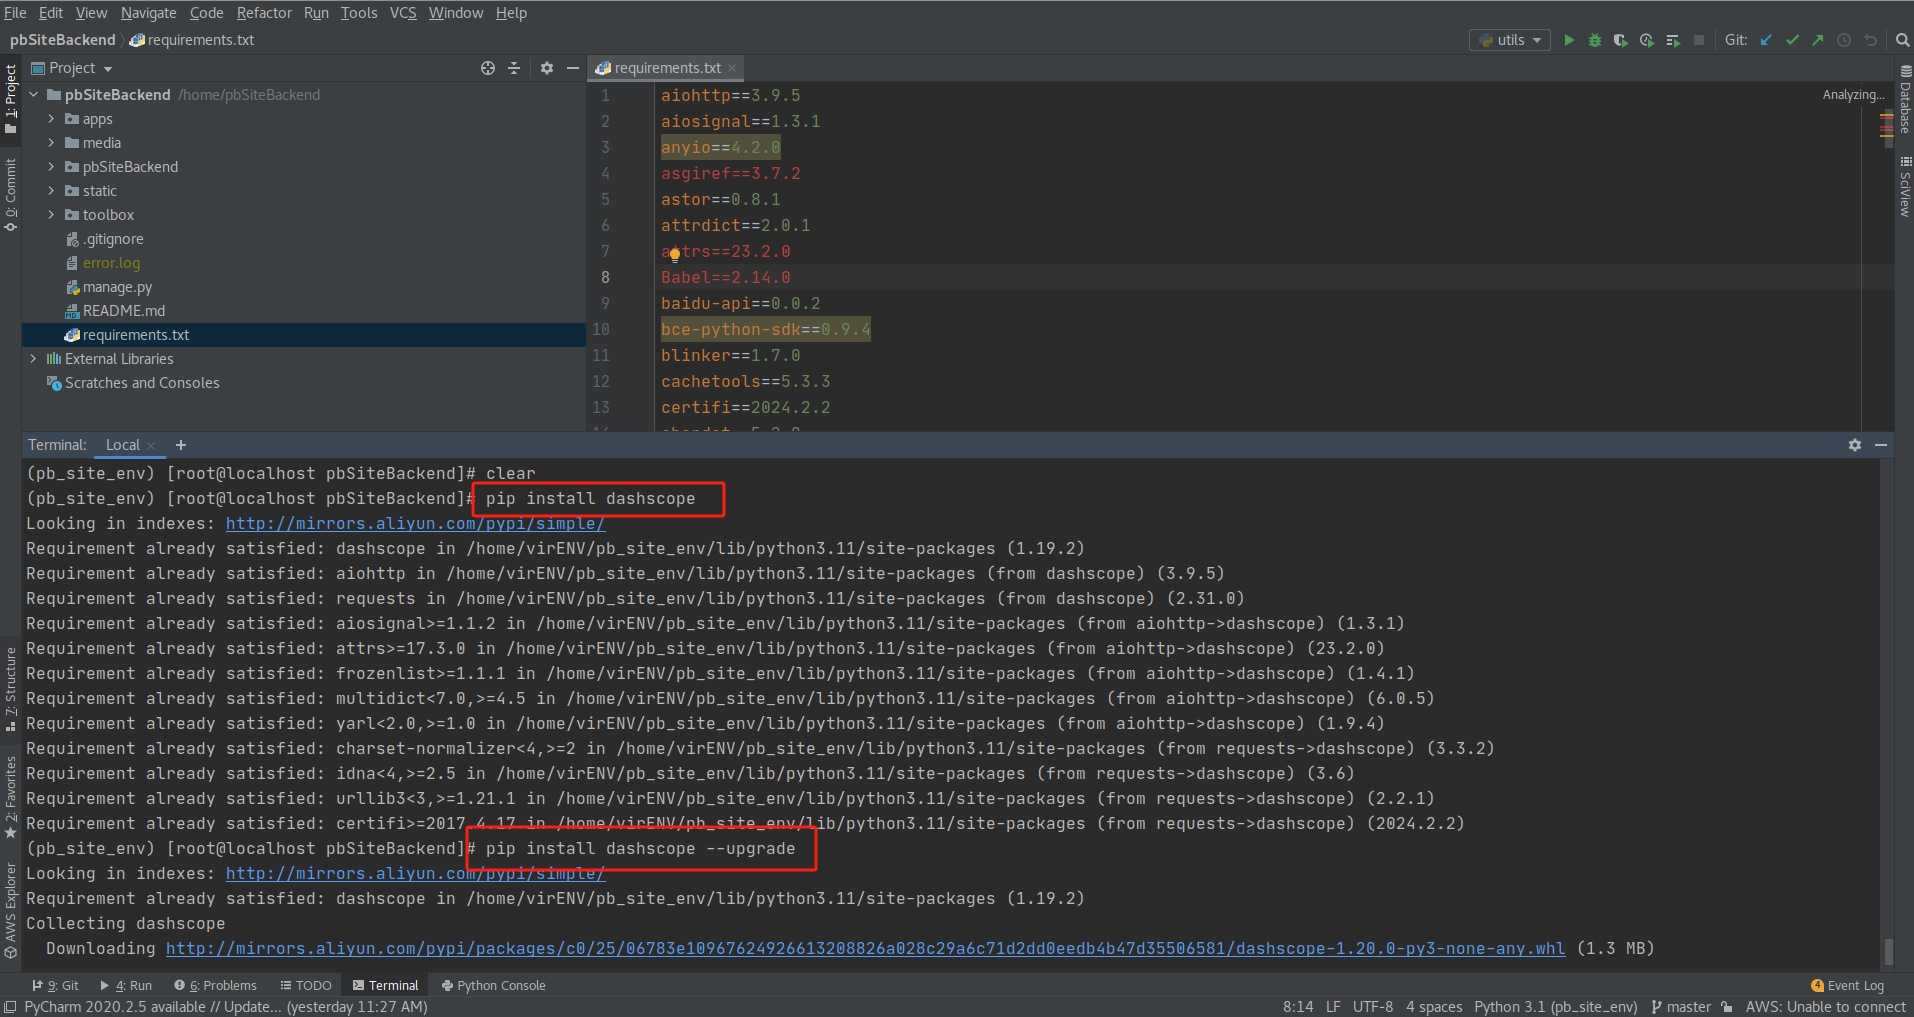 File Edit View Navigate Code Refactor Run Tools VCS Window Help
pbSiteBackend requirements.txt
utils Git:
1: Project
0: Commit
7: Structure
2: Favorites
AWS Explorer
Project
pbSiteBackend /home/pbSiteBackend
apps
media
pbSiteBackend
static
toolbox
.gitignore
error.log
manage.py
README.md
requirements.txt
External Libraries
Scratches and Consoles
requirements.txt
Analyzing...
Database
SciView
1 aiohttp==3.9.5
2 aiosignal==1.3.1
3 anyio==4.2.0
4 asgiref==3.7.2
5 astor==0.8.1
6 attrdict==2.0.1
7 attrs==23.2.0
8 Babel==2.14.0
9 baidu-api==0.0.2
10 bce-python-sdk==0.9.4
11 blinker==1.7.0
12 cachetools==5.3.3
13 certifi==2024.2.2
Terminal: Local +
(pb_site_env) [root@localhost pbSiteBackend]# clear
(pb_site_env) [root@localhost pbSiteBackend]# pip install dashscope
Looking in indexes: http://mirrors.aliyun.com/pypi/simple/
Requirement already satisfied: dashscope in /home/virENV/pb_site_env/lib/python3.11/site-packages (1.19.2)
Requirement already satisfied: aiohttp in /home/virENV/pb_site_env/lib/python3.11/site-packages (from dashscope) (3.9.5)
Requirement already satisfied: requests in /home/virENV/pb_site_env/lib/python3.11/site-packages (from dashscope) (2.31.0)
Requirement already satisfied: aiosignal>=1.1.2 in /home/virENV/pb_site_env/lib/python3.11/site-packages (from aiohttp->dashscope) (1.3.1)
Requirement already satisfied: attrs>=17.3.0 in /home/virENV/pb_site_env/lib/python3.11/site-packages (from aiohttp->dashscope) (23.2.0)
Requirement already satisfied: frozenlist>=1.1.1 in /home/virENV/pb_site_env/lib/python3.11/site-packages (from aiohttp->dashscope) (1.4.1)
Requirement already satisfied: multidict<7.0,>=4.5 in /home/virENV/pb_site_env/lib/python3.11/site-packages (from aiohttp->dashscope) (6.0.5)
Requirement already satisfied: yarl<2.0,>=1.0 in /home/virENV/pb_site_env/lib/python3.11/site-packages (from aiohttp->dashscope) (1.9.4)
Requirement already satisfied: charset-normalizer<4,>=2 in /home/virENV/pb_site_env/lib/python3.11/site-packages (from requests->dashscope) (3.3.2)
Requirement already satisfied: idna<4,>=2.5 in /home/virENV/pb_site_env/lib/python3.11/site-packages (from requests->dashscope) (3.6)
Requirement already satisfied: urllib3<3,>=1.21.1 in /home/virENV/pb_site_env/lib/python3.11/site-packages (from requests->dashscope) (2.2.1)
Requirement already satisfied: certifi>=2017.4.17 in /home/virENV/pb_site_env/lib/python3.11/site-packages (from requests->dashscope) (2024.2.2)
(pb_site_env) [root@localhost pbSiteBackend]# pip install dashscope --upgrade
Looking in indexes: http://mirrors.aliyun.com/pypi/simple/
Requirement already satisfied: dashscope in /home/virENV/pb_site_env/lib/python3.11/site-packages (1.19.2)
Collecting dashscope
Downloading http://mirrors.aliyun.com/pypi/packages/c0/25/06783e10967624926613208826a028c29a6c71d2dd0eedb4b47d35506581/dashscope-1.20.0-py3-none-any.whl (1.3 MB)
9: Git 4: Run 6: Problems TODO Terminal Python Console 4 Event Log
PyCharm 2020.2.5 available // Update... (yesterday 11:27 AM) 8:14 LF UTF-8 4 spaces Python 3.1 (pb_site_env) master AWS: Unable to connect